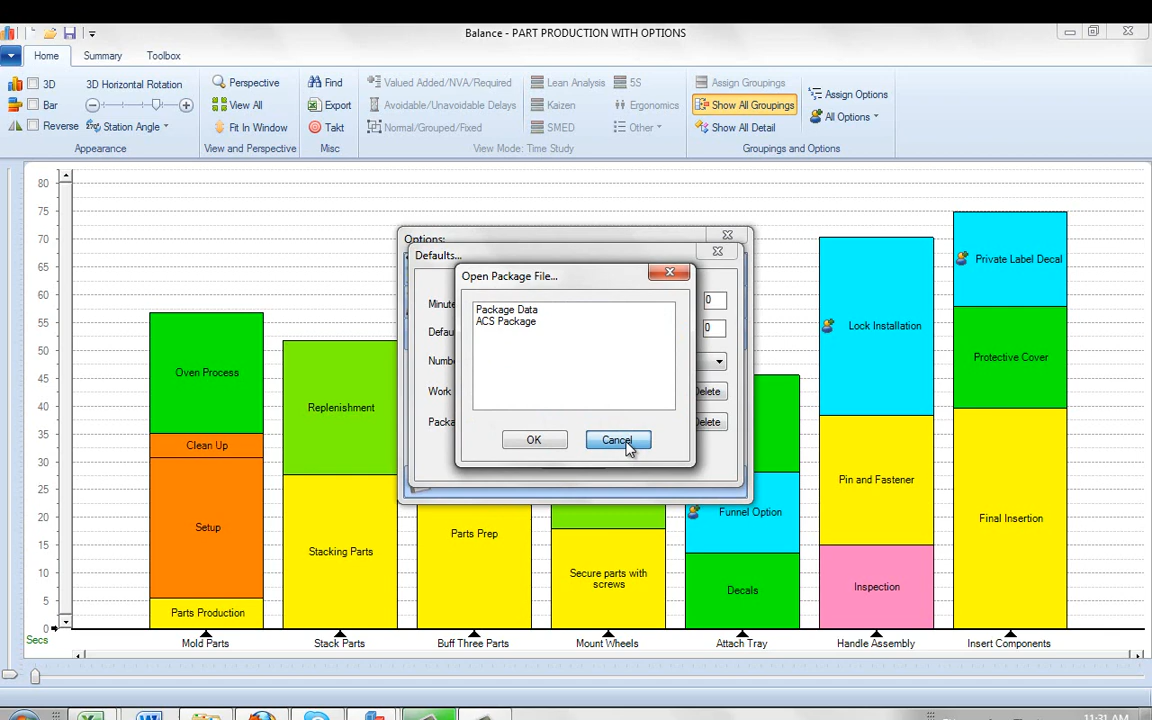 Balance - PART PRODUCTION WITH OPTIONS
Home Summary Toolbox
3D 3D Horizontal Rotation Perspective Find Valued Added/NVA/Required Lean Analysis 5S Assign Groupings Assign Options
Bar View All Export Avoidable/Unavoidable Delays Kaizen Ergonomics Show All Groupings All Options
Reverse Station Angle Fit In Window Takt Normal/Grouped/Fixed SMED Other Show All Detail
Appearance View and Perspective Misc View Mode: Time Study Groupings and Options
80
75
70
65
60
55
50
45
40
35
30
25
20
15
10
5
0
Secs
Oven Process
Clean Up
Setup
Parts Production
Replenishment
Stacking Parts
Parts Prep
Secure parts with
screws
Funnel Option
Decals
Lock Installation
Pin and Fastener
Inspection
Private Label Decal
Protective Cover
Final Insertion
Options:
Defaults...
Minute
0
Defau
0
Numb
Work
Delete
Packa
Delete
Open Package File...
Package Data
ACS Package
OK Cancel
Mold Parts Stack Parts Buff Three Parts Mount Wheels Attach Tray Handle Assembly Insert Components
11:31 AM